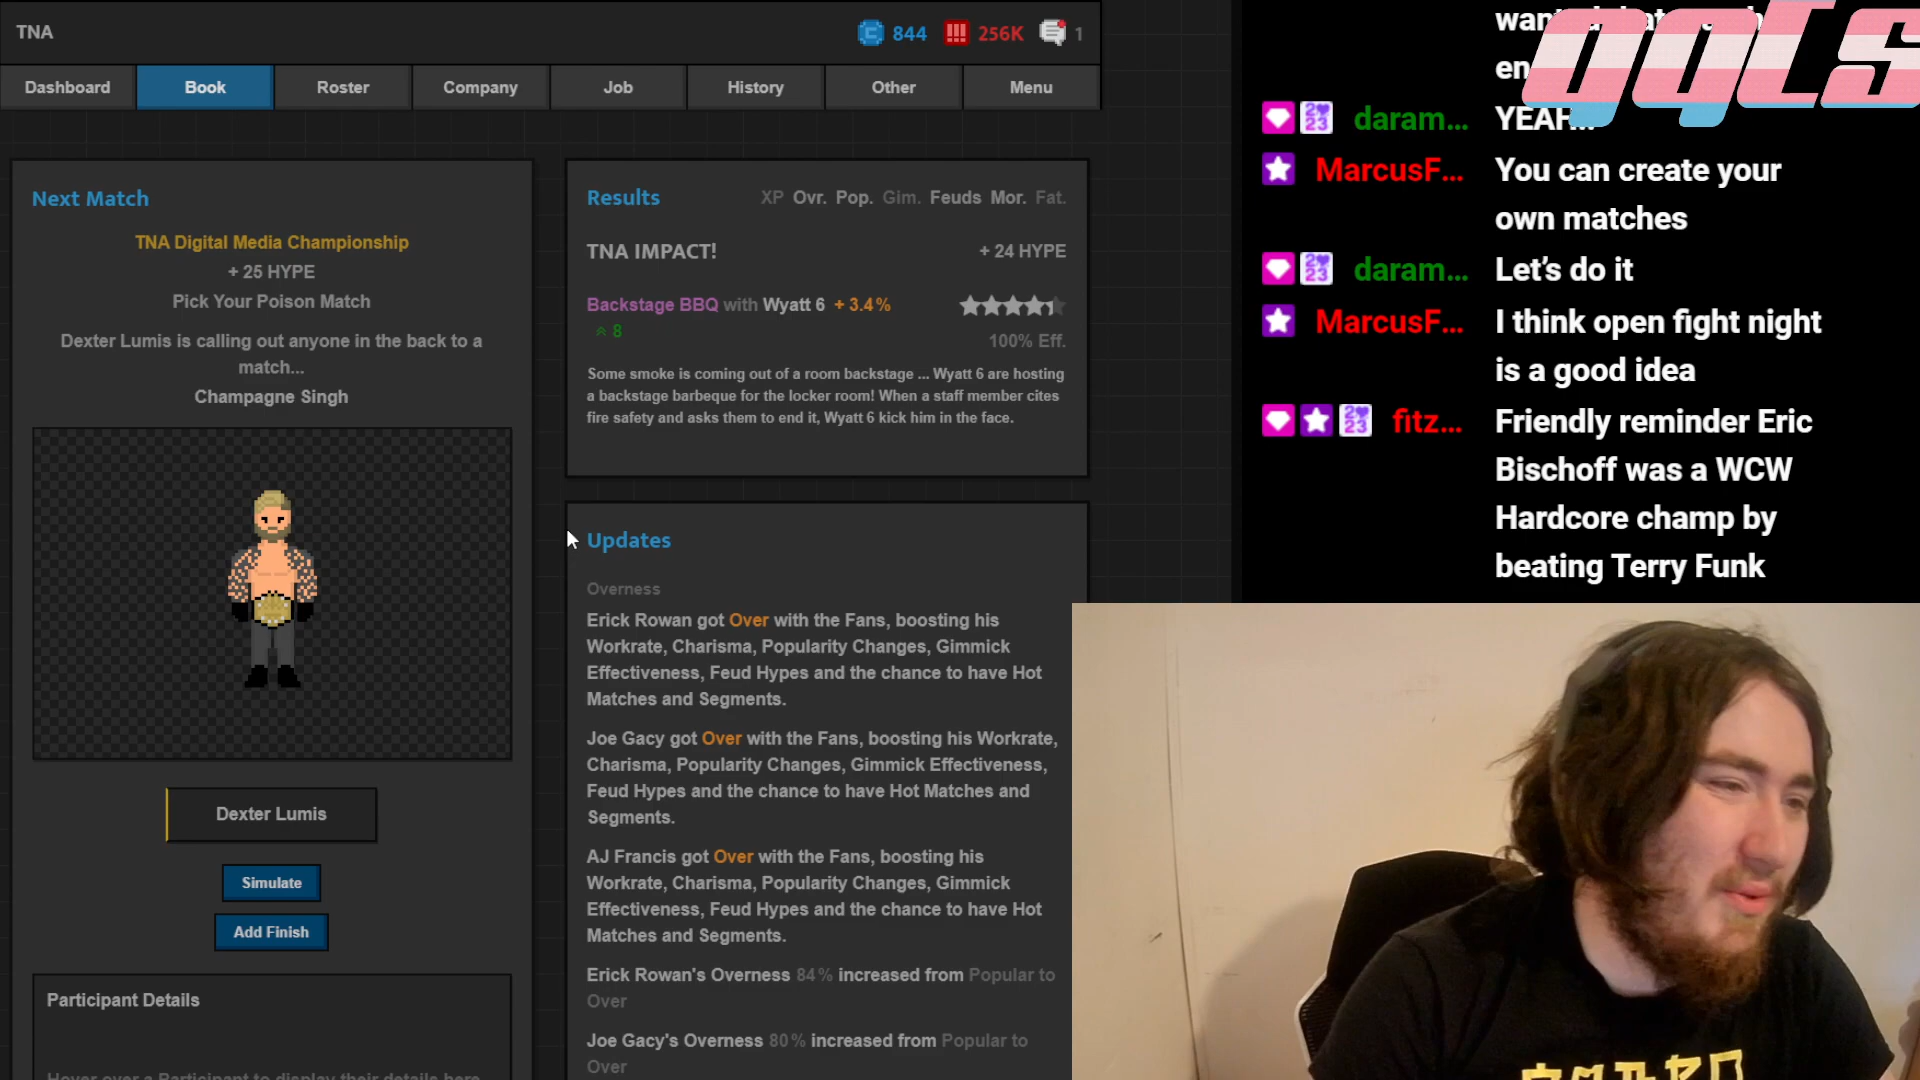 TNA
844
256K
1
Dashboard
Book
Roster
Company
Job
History
Other
Menu
Next Match
TNA Digital Media Championship
+ 25 HYPE
Pick Your Poison Match
Dexter Lumis is calling out anyone in the back to a
match...
Champagne Singh
Dexter Lumis
Simulate
Add Finish
Participant Details
Hover over a Participant to display their details here
Results
XP Ovr. Pop. Gim. Feuds Mor. Fat.
TNA IMPACT!
+ 24 HYPE
Backstage BBQ with Wyatt 6 + 3.4%
8
100% Eff.
Some smoke is coming out of a room backstage ... Wyatt 6 are hosting
a backstage barbeque for the locker room! When a staff member cites
fire safety and asks them to end it, Wyatt 6 kick him in the face.
Updates
Overness
Erick Rowan got Over with the Fans, boosting his
Workrate, Charisma, Popularity Changes, Gimmick
Effectiveness, Feud Hypes and the chance to have Hot
Matches and Segments.
Joe Gacy got Over with the Fans, boosting his Workrate,
Charisma, Popularity Changes, Gimmick Effectiveness,
Feud Hypes and the chance to have Hot Matches and
Segments.
AJ Francis got Over with the Fans, boosting his
Workrate, Charisma, Popularity Changes, Gimmick
Effectiveness, Feud Hypes and the chance to have Hot
Matches and Segments.
Erick Rowan's Overness 84% increased from Popular to
Over
Joe Gacy's Overness 80% increased from Popular to
Over
qqcs
daram... YEAH...
MarcusF... You can create your
own matches
daram... Let's do it
MarcusF... I think open fight night
is a good idea
fitz... Friendly reminder Eric
Bischoff was a WCW
Hardcore champ by
beating Terry Funk